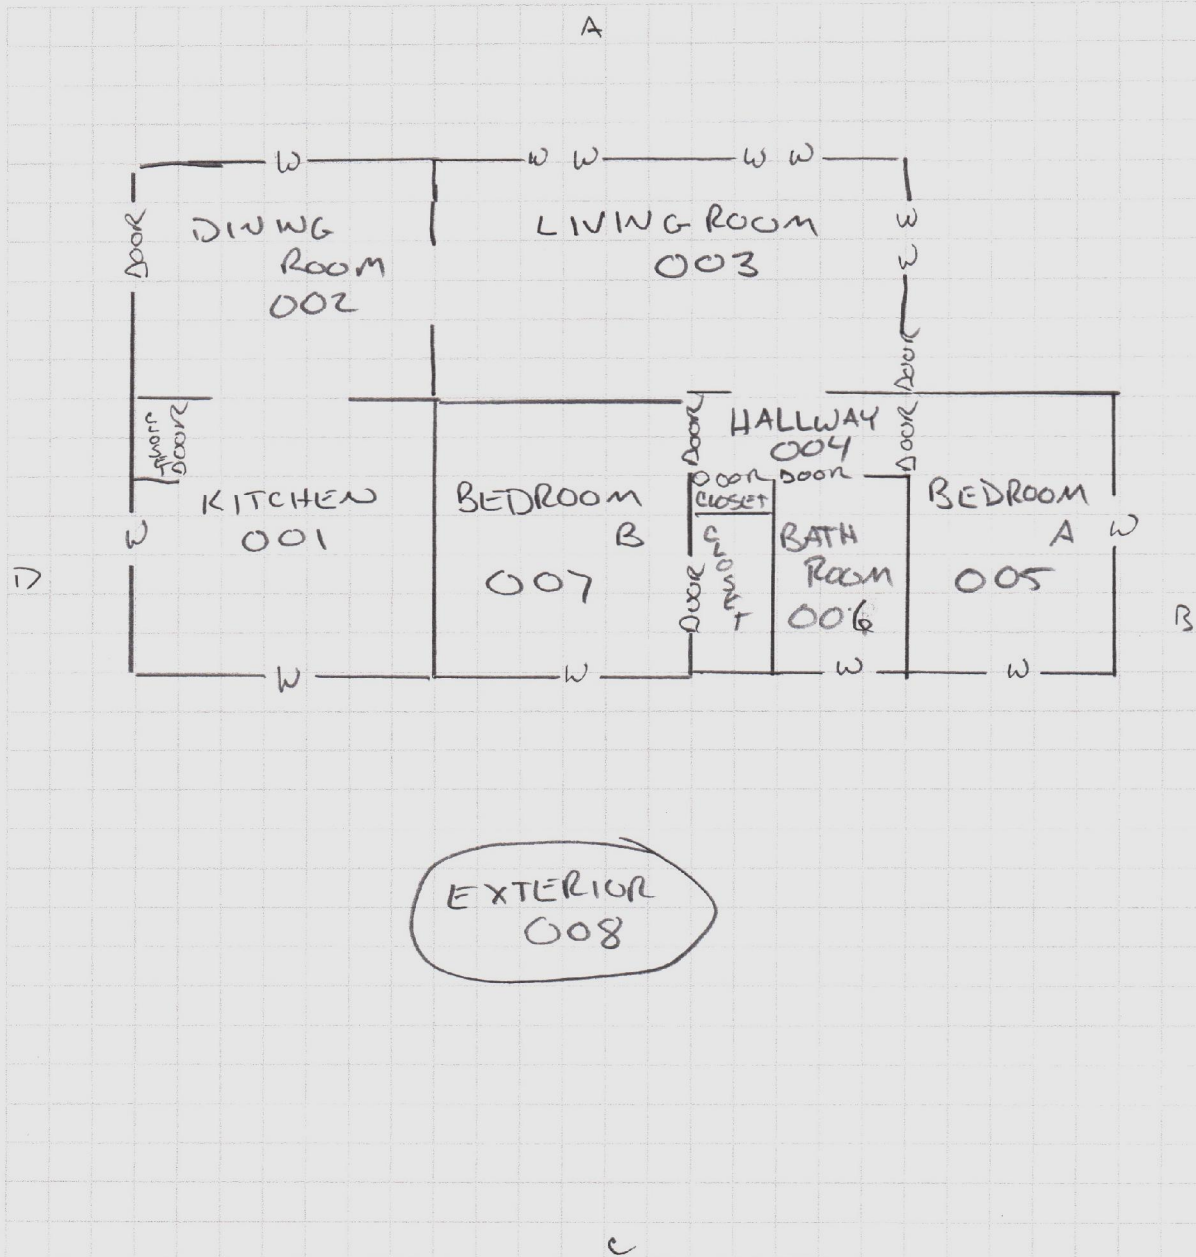 A
W
W W
W W
DOOR
DINING
ROOM
002
LIVING ROOM
003
W
W
DOOR
SHORT
DOOR
DOOR
HALLWAY
004
DOOR
DOOR
DOOR
CLOSET
KITCHEN
001
W
BEDROOM
B
007
DOOR
CLOSET
BATH
ROOM
006
BEDROOM
A
005
W
D
B
W
W
W
W
EXTERIOR
008
C